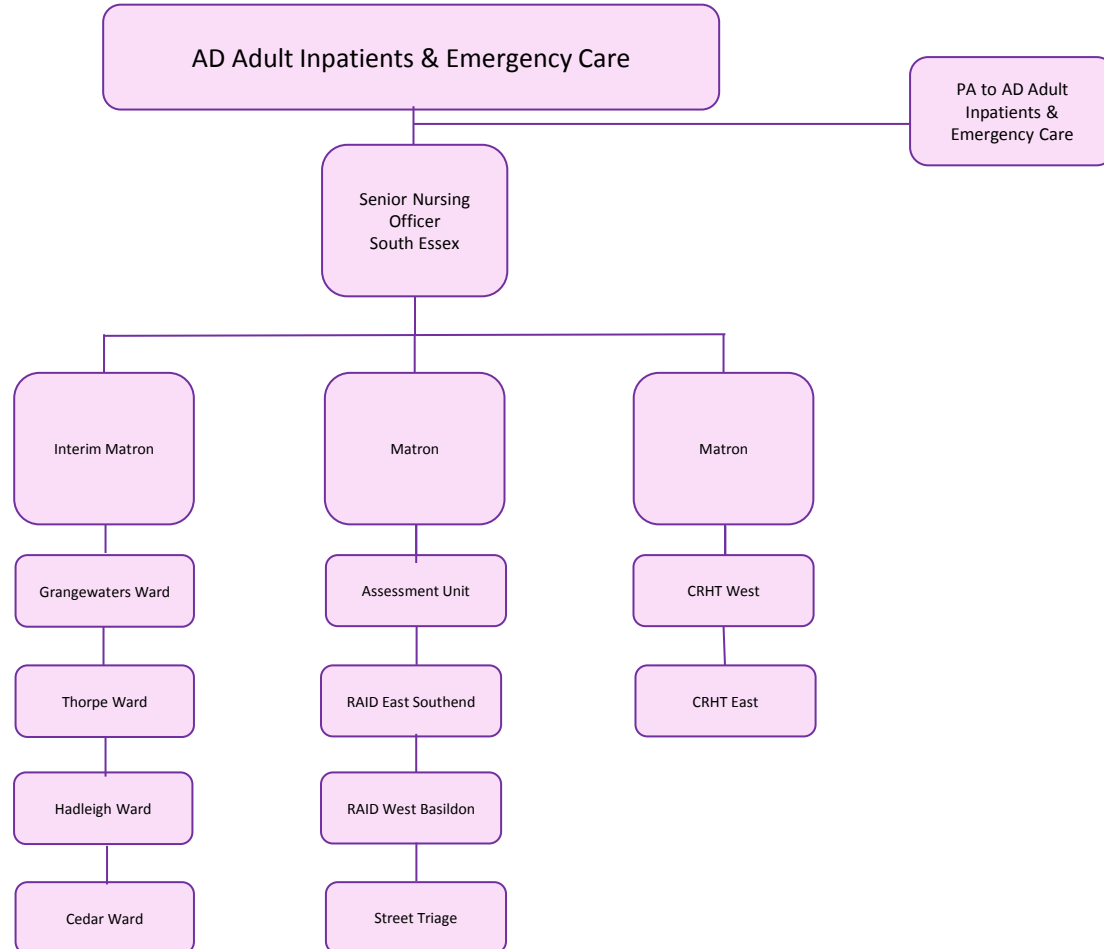 AD Adult Inpatients & Emergency Care
PA to AD Adult
Inpatients &
Emergency Care
Senior Nursing
Officer
South Essex
Interim Matron
Matron
Matron
Grangewaters Ward
Assessment Unit
CRHT West
Thorpe Ward
RAID East Southend
CRHT East
Hadleigh Ward
RAID West Basildon
Cedar Ward
Street Triage